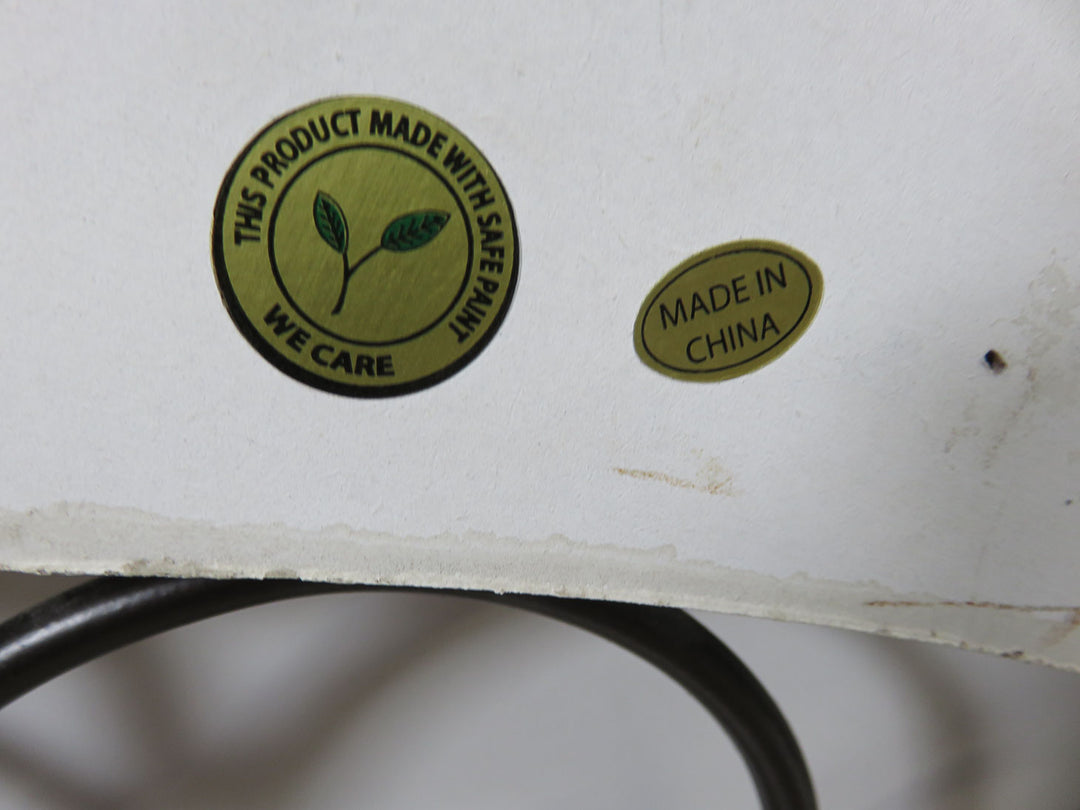 THIS PRODUCT MADE WITH SAFE PAINT
WE CARE
MADE IN
CHINA